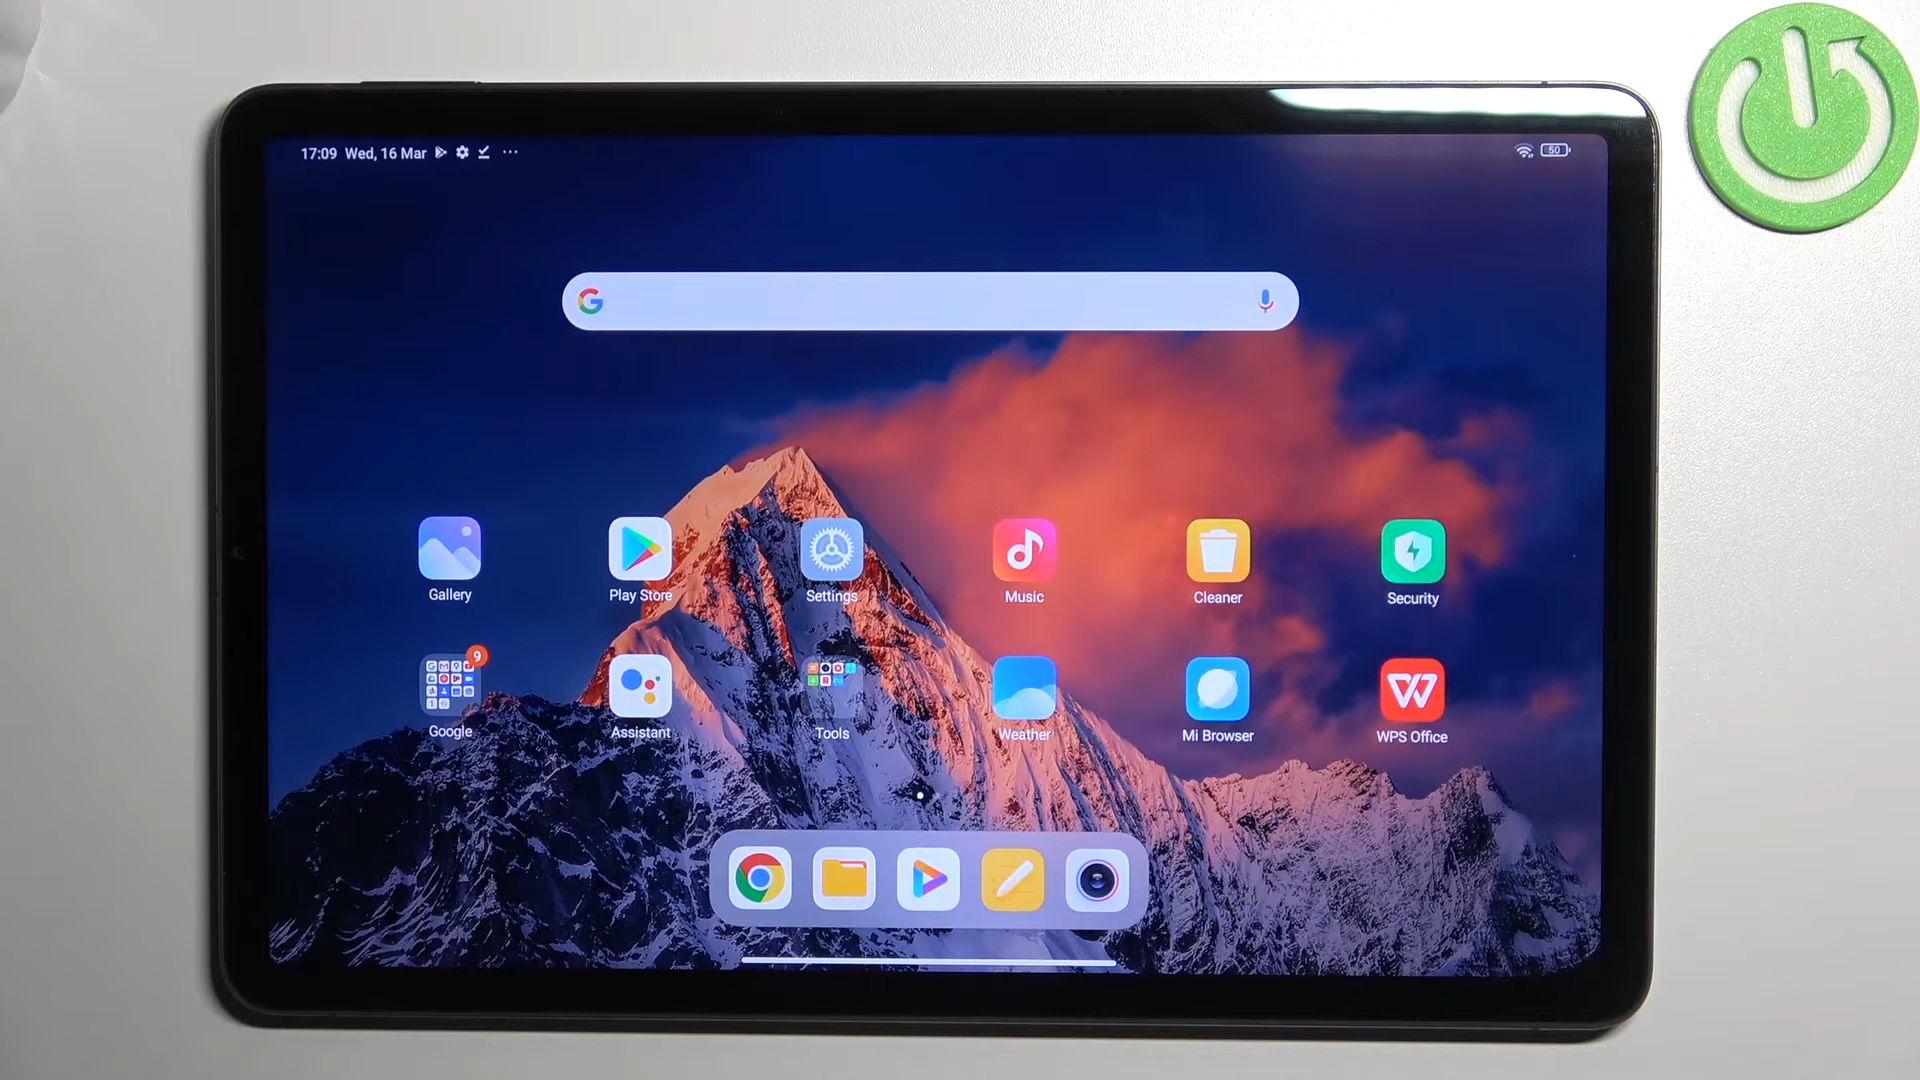 17:09 Wed, 16 Mar
50
Gallery
Play Store
Settings
Music
Cleaner
Security
9
Google
Assistant
Tools
Weather
Mi Browser
WPS Office